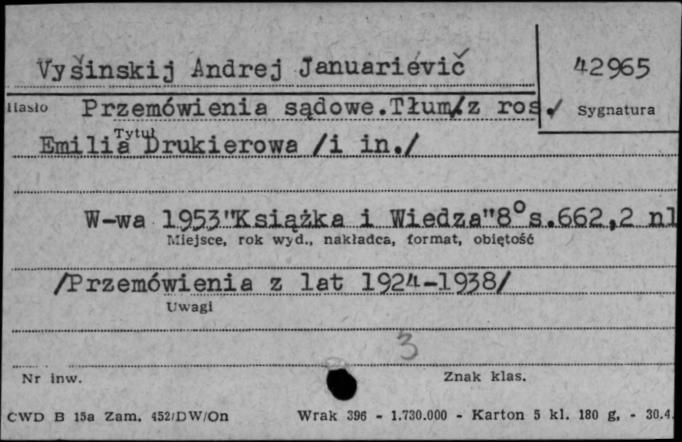 Vyšinskij Andrej Januarievič
42965
Hasło Przemówienia sądowe.Tłum/z ros./
Sygnatura
Tytuł
Emilia Drukierowa /i in./
W-wa 1953"Książka i Wiedza"8°s.662,2 nl
Miejsce, rok wyd., nakładca, format, objętość
/Przemówienia z lat 1924-1938/
Uwagi
3
Nr inw.
Znak klas.
CWD B 15a Zam. 452/DW/On Wrak 396 - 1.730.000 - Karton 5 kl. 180 g, - 30.4.